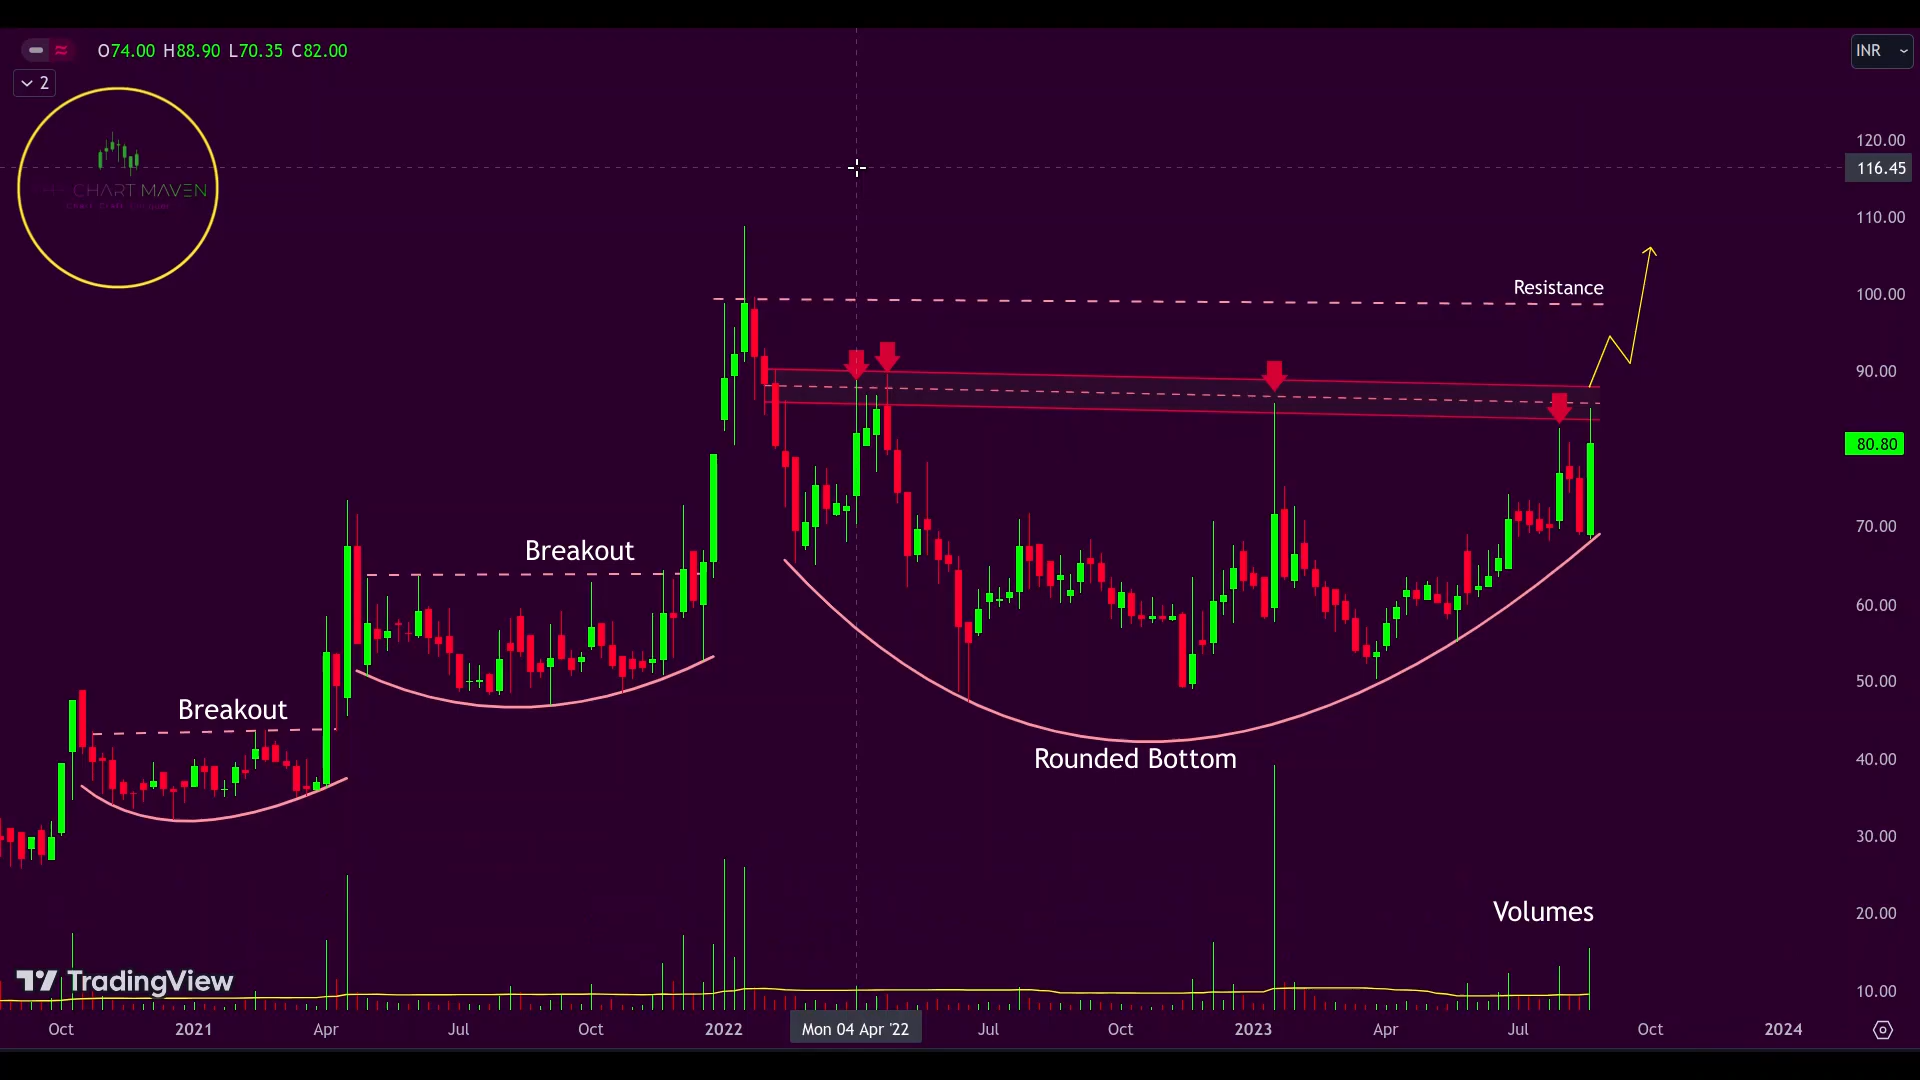 O74.00 H88.90 L70.35 C82.00
INR
2
CHART MAVEN
120.00
116.45
110.00
Resistance
100.00
90.00
80.80
70.00
Breakout
60.00
50.00
Breakout
Rounded Bottom
40.00
30.00
Volumes
20.00
TradingView
10.00
Oct 2021 Apr Jul Oct 2022 Mon 04 Apr '22 Jul Oct 2023 Apr Jul Oct 2024